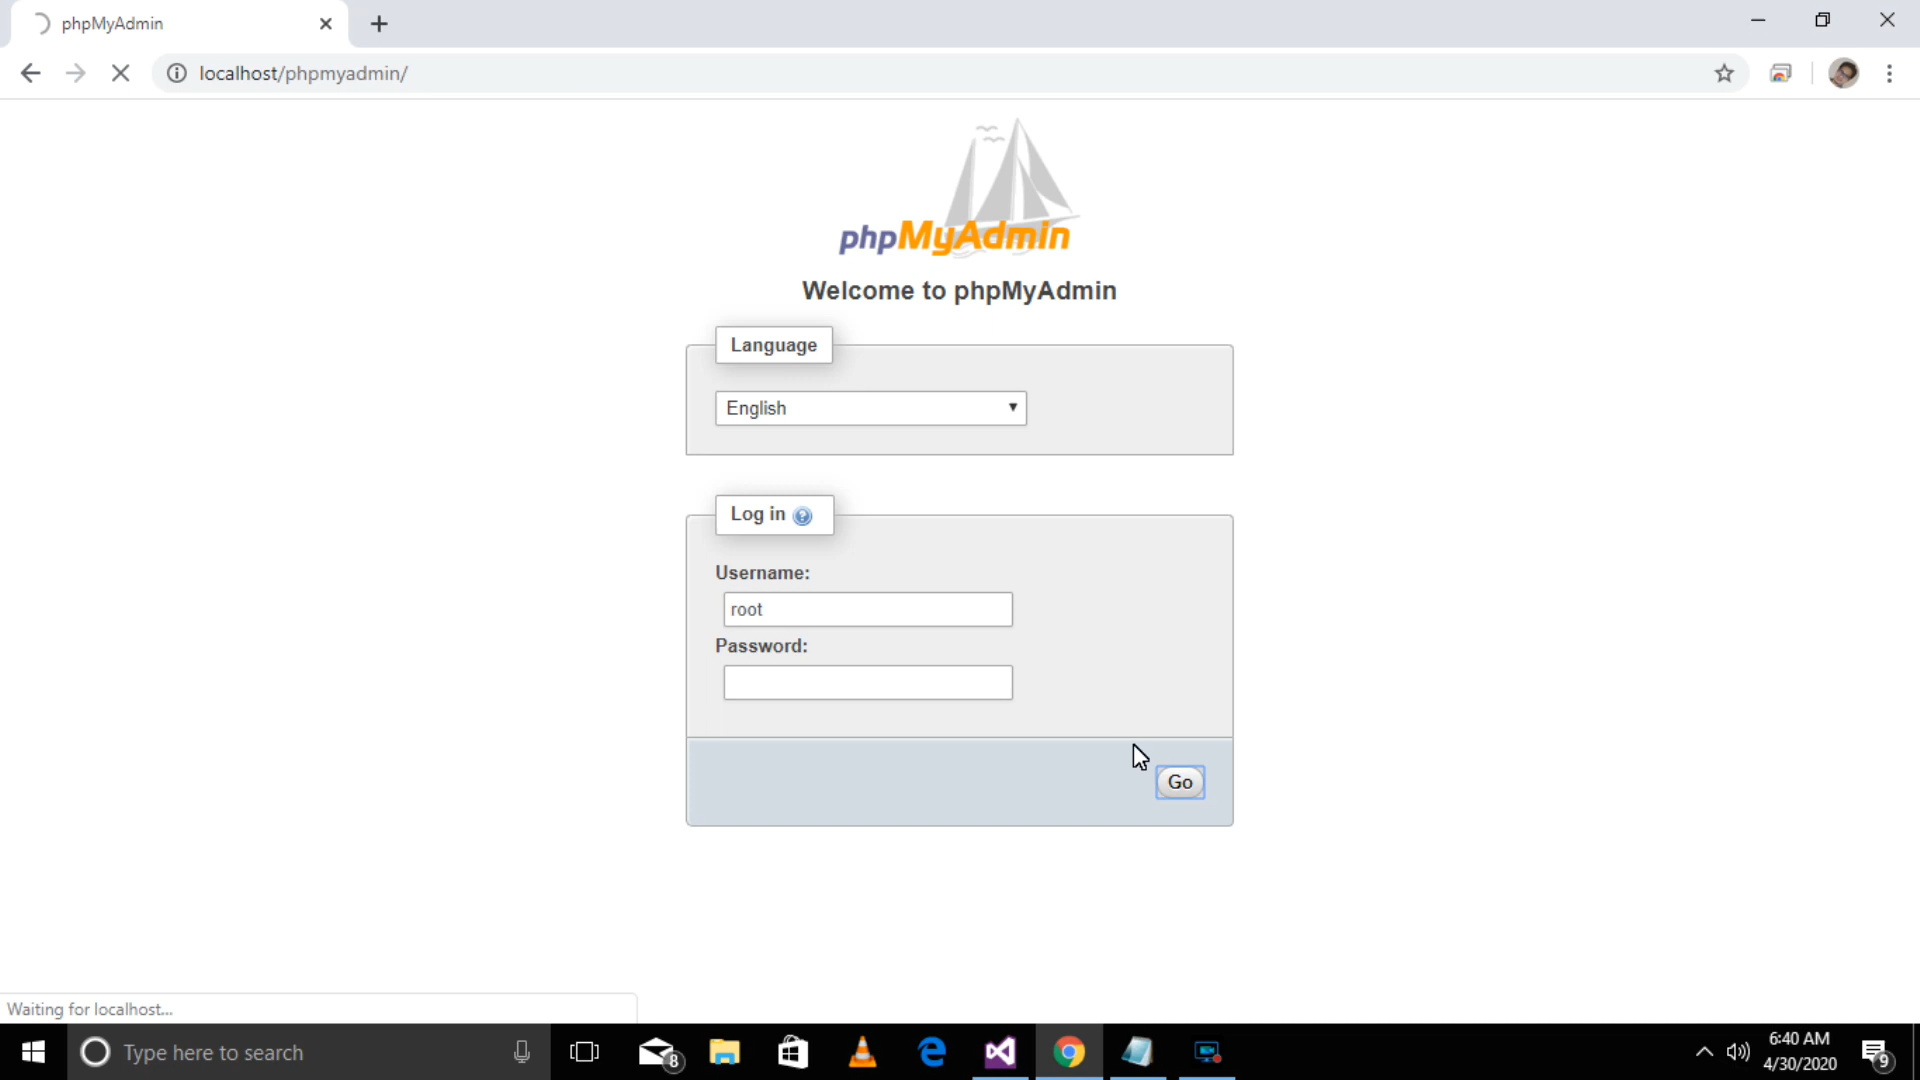 phpMyAdmin
localhost/phpmyadmin/
phpMyAdmin
Welcome to phpMyAdmin
Language
English
Log in
Username:
root
Password:
Go
Waiting for localhost...
Type here to search
8
6:40 AM
4/30/2020
9